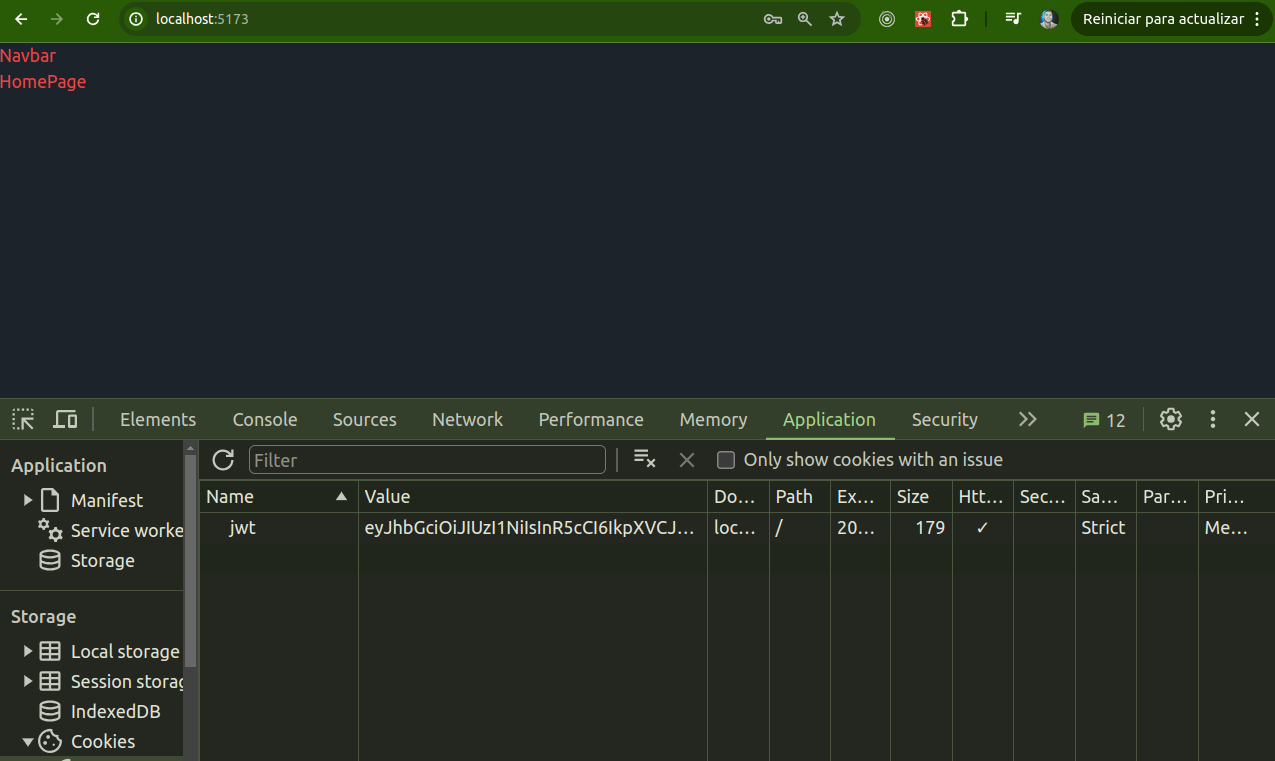 localhost:5173
Reiniciar para actualizar
Navbar
HomePage
Elements Console Sources Network Performance Memory Application Security 12
Application
Manifest
Service worke
Storage
Storage
Local storage
Session storag
IndexedDB
Cookies
Filter
Only show cookies with an issue
Name Value Do... Path Ex... Size Htt... Sec... Sa... Par... Pri...
jwt eyJhbGciOiJIUzI1NiIsInR5cCI6IkpXVCJ... loc... / 20... 179 ✓ Strict Me...